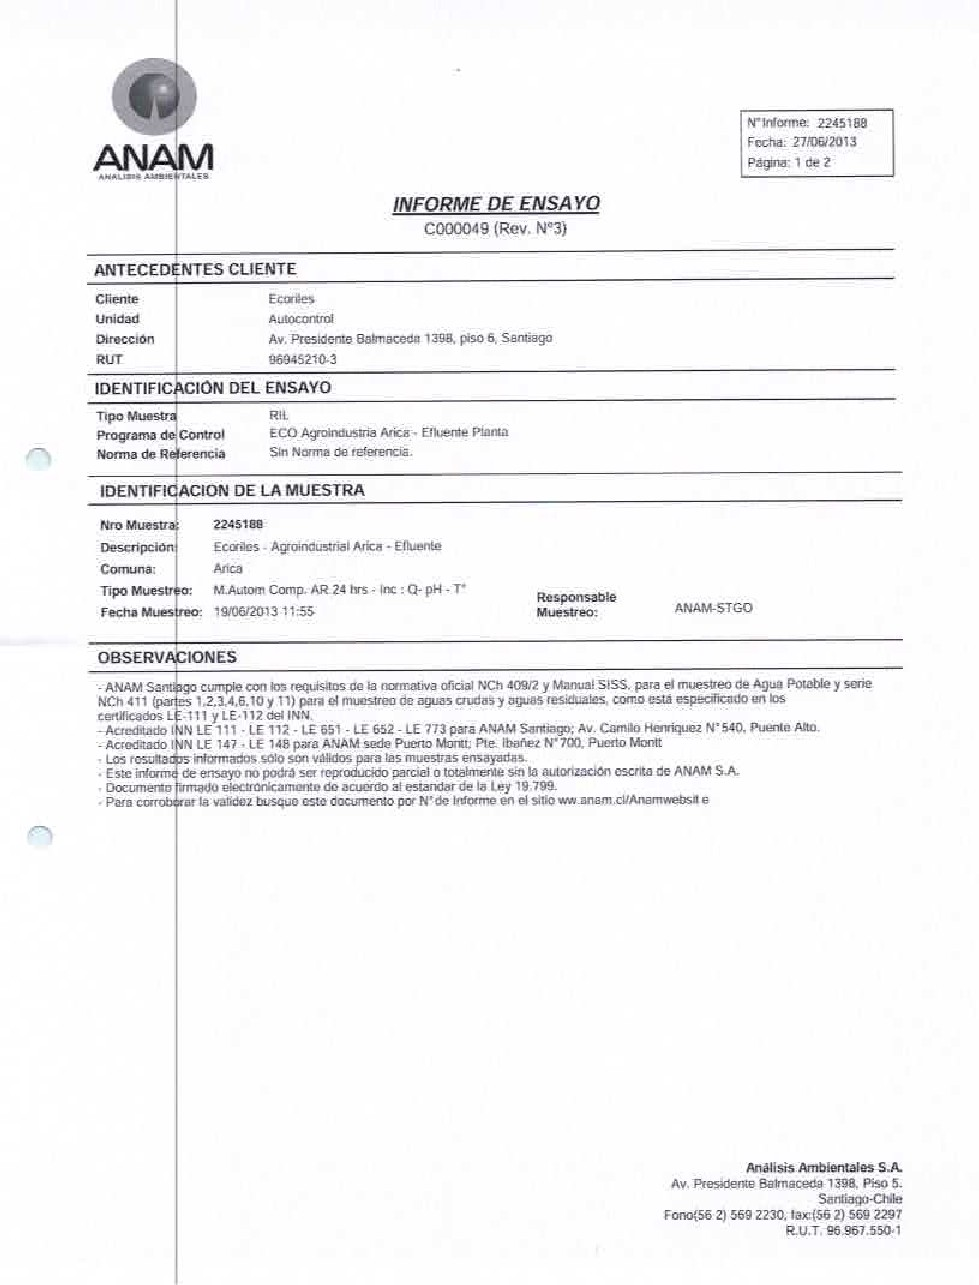 ANAM
ANALISIS AMBIENTALES
N°Informe: 2245188
Fecha: 27/06/2013
Página: 1 de 2
INFORME DE ENSAYO
C000049 (Rev. N°3)
ANTECEDENTES CLIENTE
Cliente Ecoriles
Unidad Autocontrol
Dirección Av. Presidente Balmaceda 1398, piso 6, Santiago
RUT 96945210-3
IDENTIFICACIÓN DEL ENSAYO
Tipo Muestra RIL
Programa de Control ECO Agroindustria Arica - Efluente Planta
Norma de Referencia Sin Norma de referencia.
IDENTIFICACION DE LA MUESTRA
Nro Muestra: 2245188
Descripción: Ecoriles - Agroindustrial Arica - Efluente
Comuna: Arica
Tipo Muestreo: M.Autom Comp. AR 24 hrs - Inc : Q- pH - T°
Fecha Muestreo: 19/06/2013 11:55 Responsable Muestreo: ANAM-STGO
OBSERVACIONES
- ANAM Santiago cumple con los requisitos de la normativa oficial NCh 409/2 y Manual SISS, para el muestreo de Agua Potable y serie
NCh 411 (partes 1,2,3,4,6,10 y 11) para el muestreo de aguas crudas y aguas residuales, como está especificado en los
certificados LE-111 y LE-112 del INN.
- Acreditado INN LE 111 - LE 112 - LE 651 - LE 652 - LE 773 para ANAM Santiago; Av. Camilo Henriquez N°540, Puente Alto.
- Acreditado INN LE 147 - LE 148 para ANAM sede Puerto Montt; Pte. Ibañez N°700, Puerto Montt
- Los resultados informados sólo son válidos para las muestras ensayadas.
- Este informe de ensayo no podrá ser reproducido parcial o totalmente sin la autorización escrita de ANAM S.A.
- Documento firmado electrónicamente de acuerdo al estandar de la Ley 19.799.
- Para corroborar la validez busque este documento por N° de Informe en el sitio ww.anam.cl/Anamwebsite
Análisis Ambientales S.A.
Av. Presidente Balmaceda 1398, Piso 5.
Santiago-Chile
Fono(56 2) 569 2230, fax:(56 2) 569 2297
R.U.T. 96.967.550-1